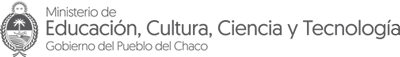 Ministerio de
Educación, Cultura, Ciencia y Tecnología
Gobierno del Pueblo del Chaco